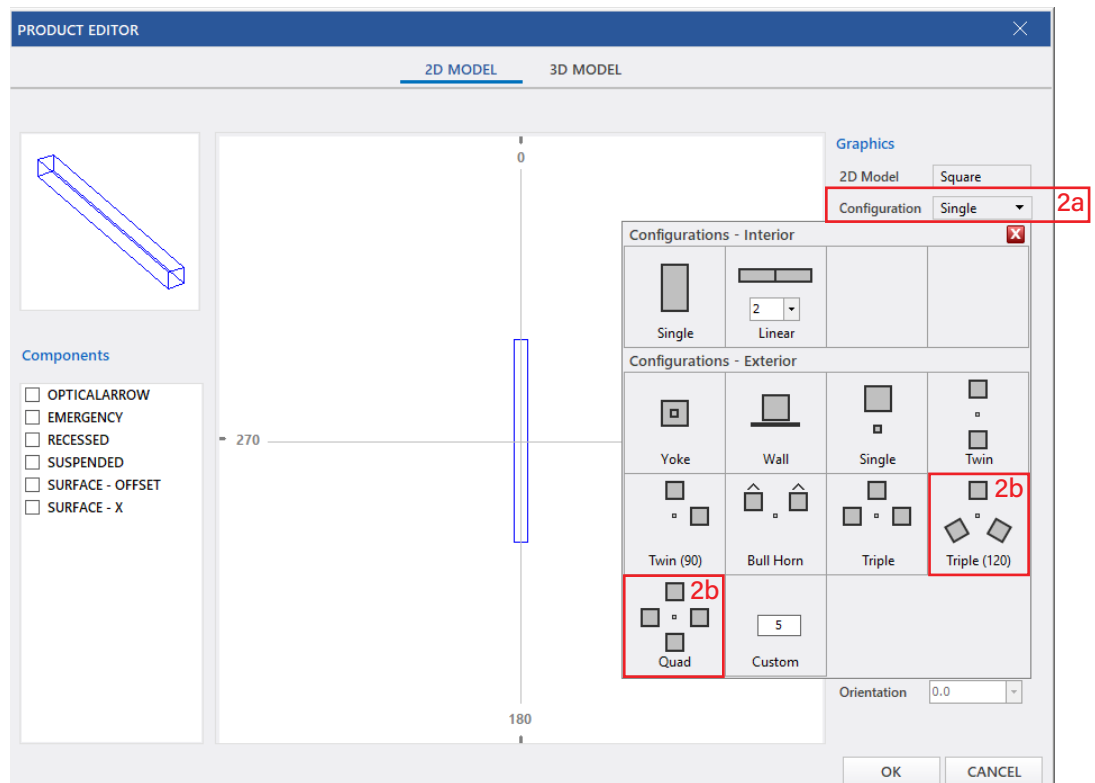 PRODUCT EDITOR
2D MODEL 3D MODEL
0
270
180
Components
OPTICALARROW
EMERGENCY
RECESSED
SUSPENDED
SURFACE - OFFSET
SURFACE - X
Graphics
2D Model Square
Configuration Single 2a
Configurations - Interior
2
Single Linear
Configurations - Exterior
Yoke Wall Single Twin
2b
Twin (90) Bull Horn Triple Triple (120)
2b
5
Quad Custom
Orientation 0.0
OK CANCEL